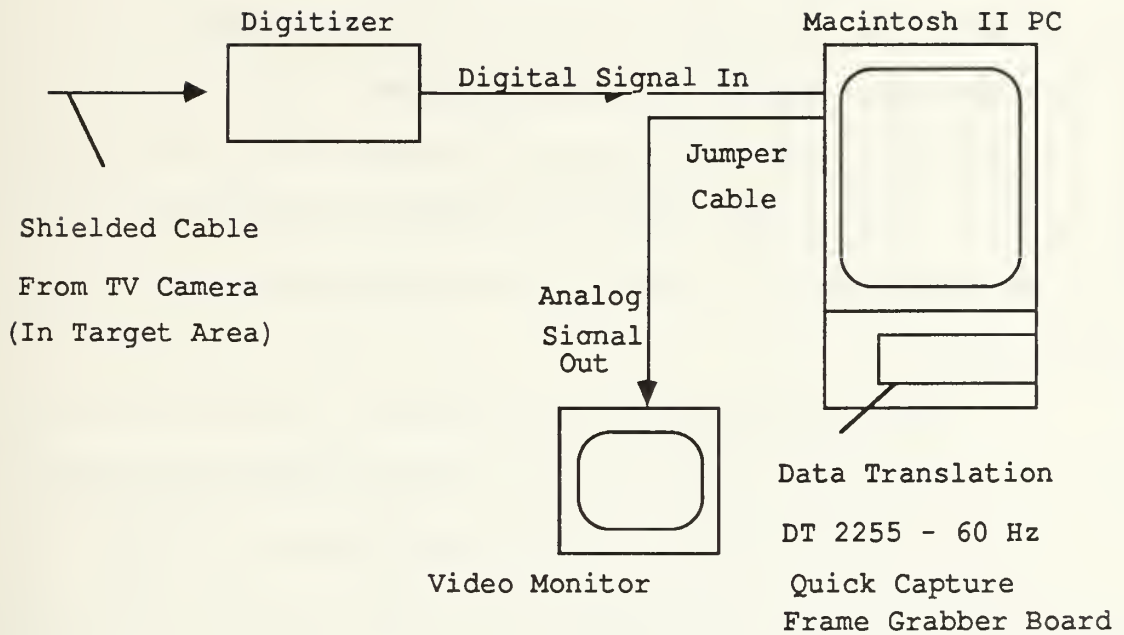 Digitizer
Macintosh II PC
Digital Signal In
Jumper
Cable
Shielded Cable
From TV Camera
(In Target Area)
Analog
Signal
Out
Data Translation
DT 2255 - 60 Hz
Video Monitor
Quick Capture
Frame Grabber Board